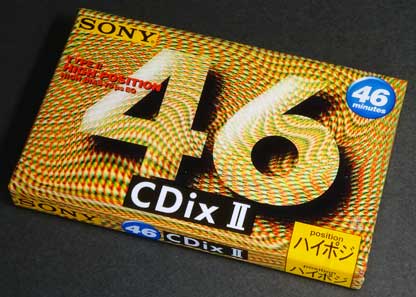 SONY
TYPE II
HIGH POSITION
46
46
minutes
CDix II
position
ハイポジ
SONY
46
CDix II
position
ハイポジ